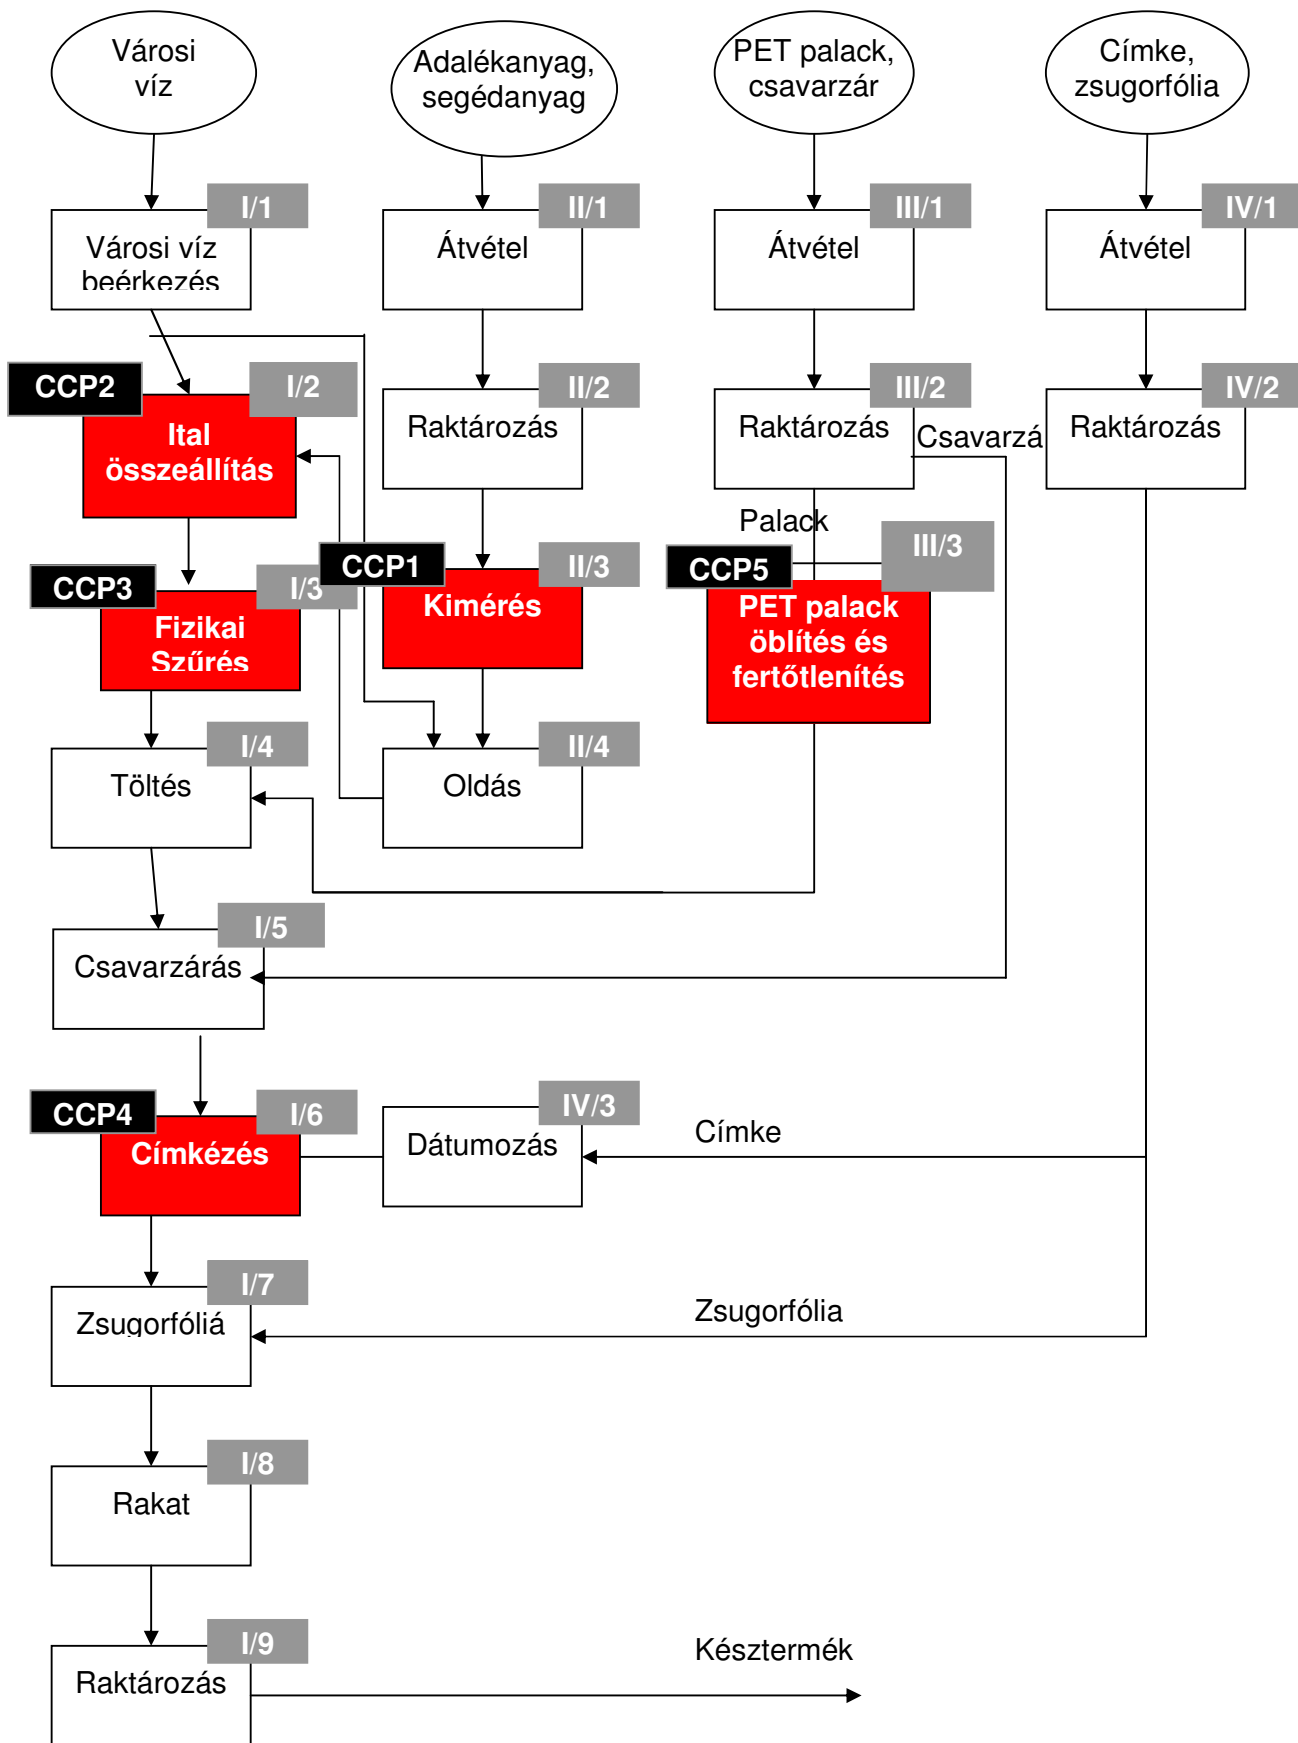 Városi
víz
Adalékanyag,
segédanyag
PET palack,
csavarzár
Címke,
zsugorfólia
I/1
Városi víz
beérkezés
II/1
Átvétel
III/1
Átvétel
IV/1
Átvétel
CCP2
I/2
Ital
összeállítás
II/2
Raktározás
III/2
Raktározás
Csavarzá
IV/2
Raktározás
Palack
CCP3
I/3
Fizikai
Szűrés
CCP1
II/3
Kimérés
CCP5
III/3
PET palack
öblítés és
fertőtlenítés
I/4
Töltés
II/4
Oldás
I/5
Csavarzárás
CCP4
I/6
Címkézés
IV/3
Dátumozás
Címke
I/7
Zsugorfóliá
Zsugorfólia
I/8
Rakat
I/9
Raktározás
Késztermék